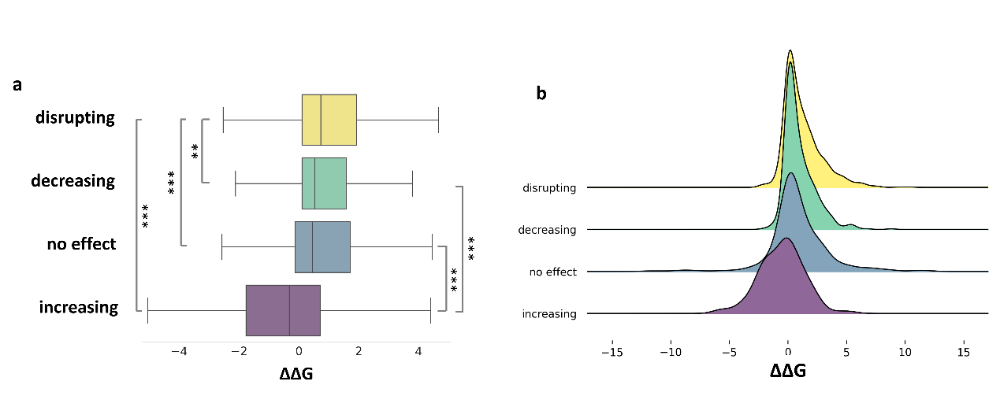 a
disrupting
decreasing
no effect
increasing
**
***
***
***
***
−4 −2 0 2 4
ΔΔG
b
disrupting
decreasing
no effect
increasing
−15 −10 −5 0 5 10 15
ΔΔG